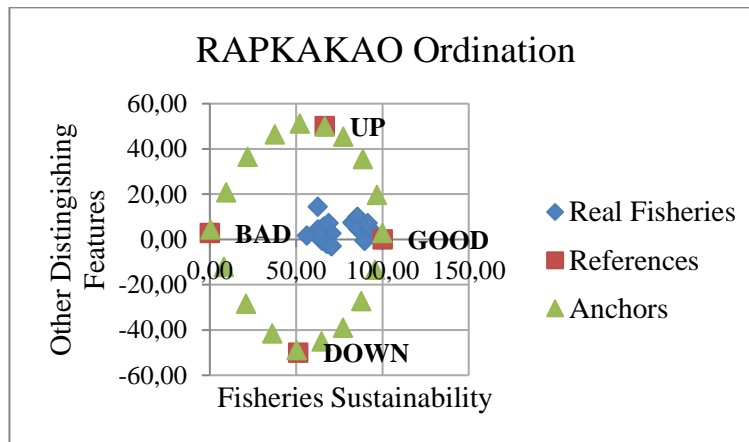 RAPKAKAO Ordination
Other Distingishing
Features
60,00
40,00
20,00
0,00
-20,00
-40,00
-60,00
UP
BAD
GOOD
DOWN
0,00 50,00 100,00 150,00
Fisheries Sustainability
Real Fisheries
References
Anchors